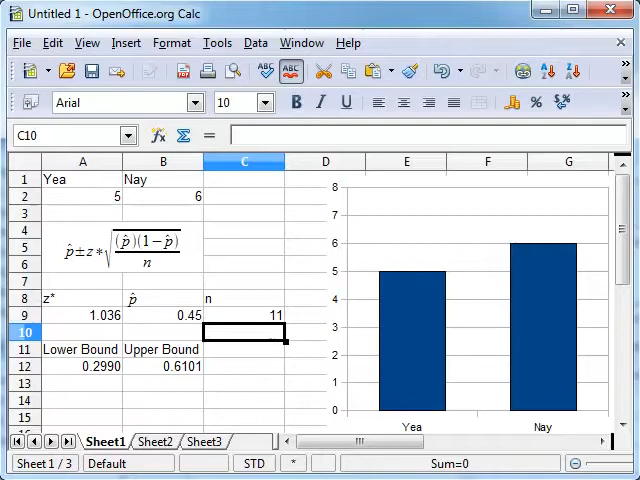 Untitled 1 - OpenOffice.org Calc
File Edit View Insert Format Tools Data Window Help
ABC ABC
Arial 10 B I U %
C10
A B C D E F G
1 Yea Nay
2 5 6
3
4
5 p̂±z∗√((p̂)(1−p̂)/n)
6
7
8 z* p̂ n
9 1.036 0.45 11
10
11 Lower Bound Upper Bound
12 0.2990 0.6101
13
14
15
16
8
7
6
5
4
3
2
1
0
Yea Nay
Sheet1 Sheet2 Sheet3
Sheet 1 / 3 Default STD * Sum=0